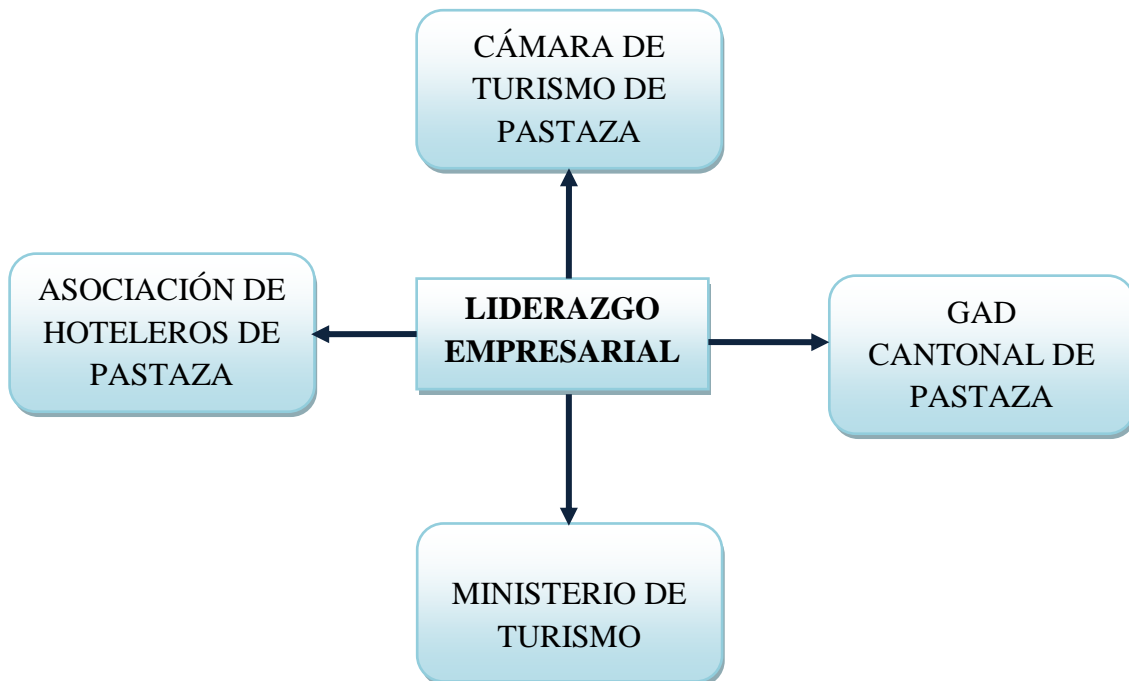 CÁMARA DE
TURISMO DE
PASTAZA
ASOCIACIÓN DE
HOTELEROS DE
PASTAZA
LIDERAZGO
EMPRESARIAL
GAD
CANTONAL DE
PASTAZA
MINISTERIO DE
TURISMO